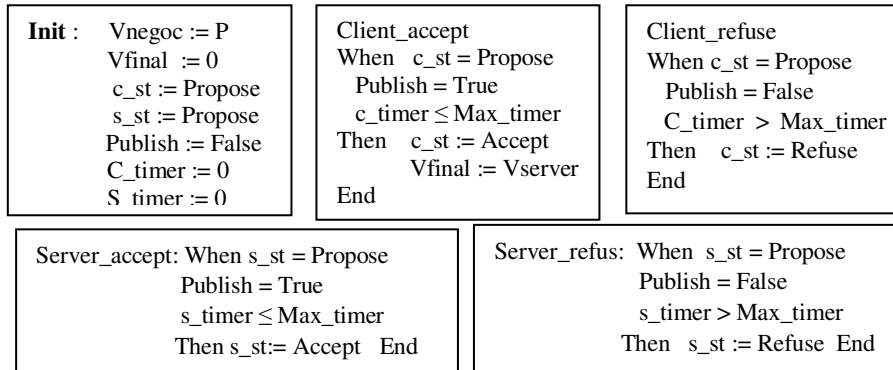 Init : Vnegoc := P
Vfinal := 0
c_st := Propose
s_st := Propose
Publish := False
C_timer := 0
S_timer := 0
Client_accept
When c_st = Propose
Publish = True
c_timer ≤ Max_timer
Then c_st := Accept
Vfinal := Vserver
End
Client_refuse
When c_st = Propose
Publish = False
C_timer > Max_timer
Then c_st := Refuse
End
Server_accept: When s_st = Propose
Publish = True
s_timer ≤ Max_timer
Then s_st:= Accept End
Server_refus: When s_st = Propose
Publish = False
s_timer > Max_timer
Then s_st := Refuse End